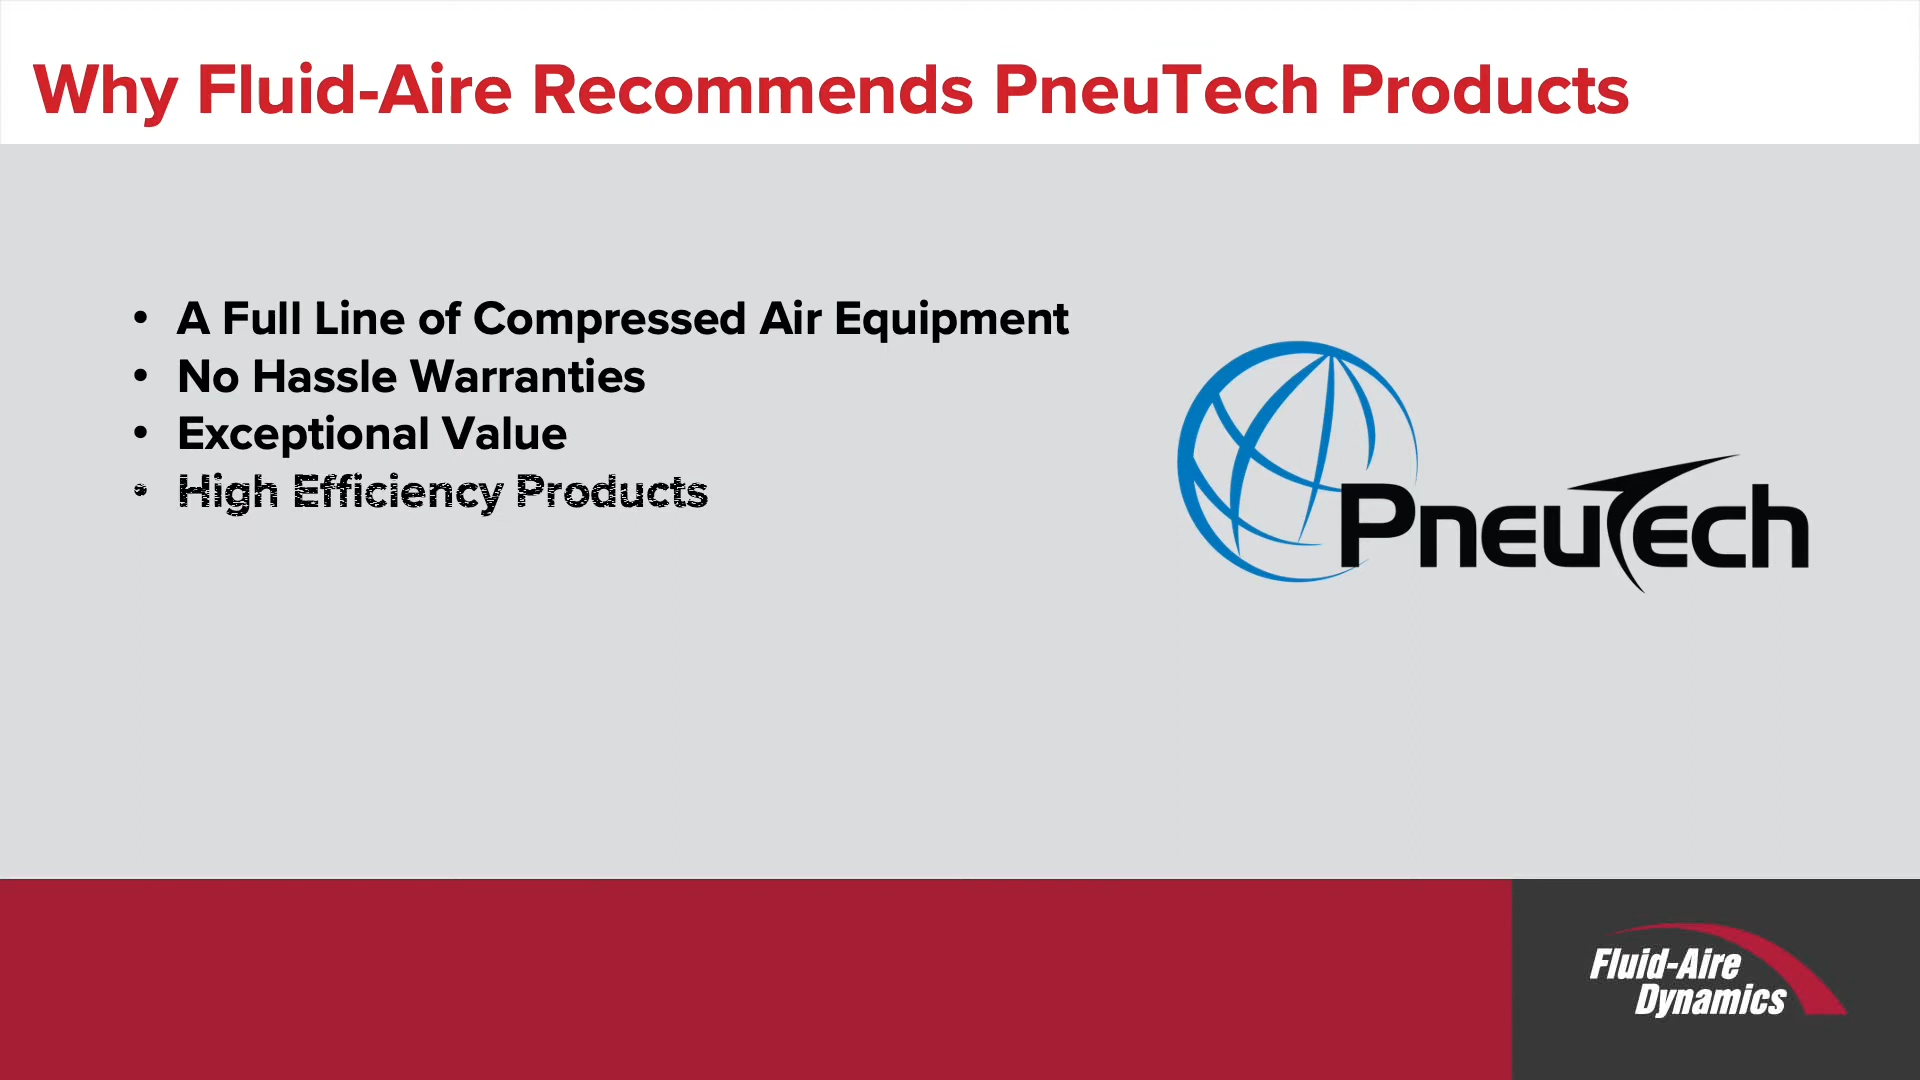 Why Fluid-Aire Recommends PneuTech Products
• A Full Line of Compressed Air Equipment
• No Hassle Warranties
• Exceptional Value
• High Efficiency Products
PneuTech
Fluid-Aire
Dynamics